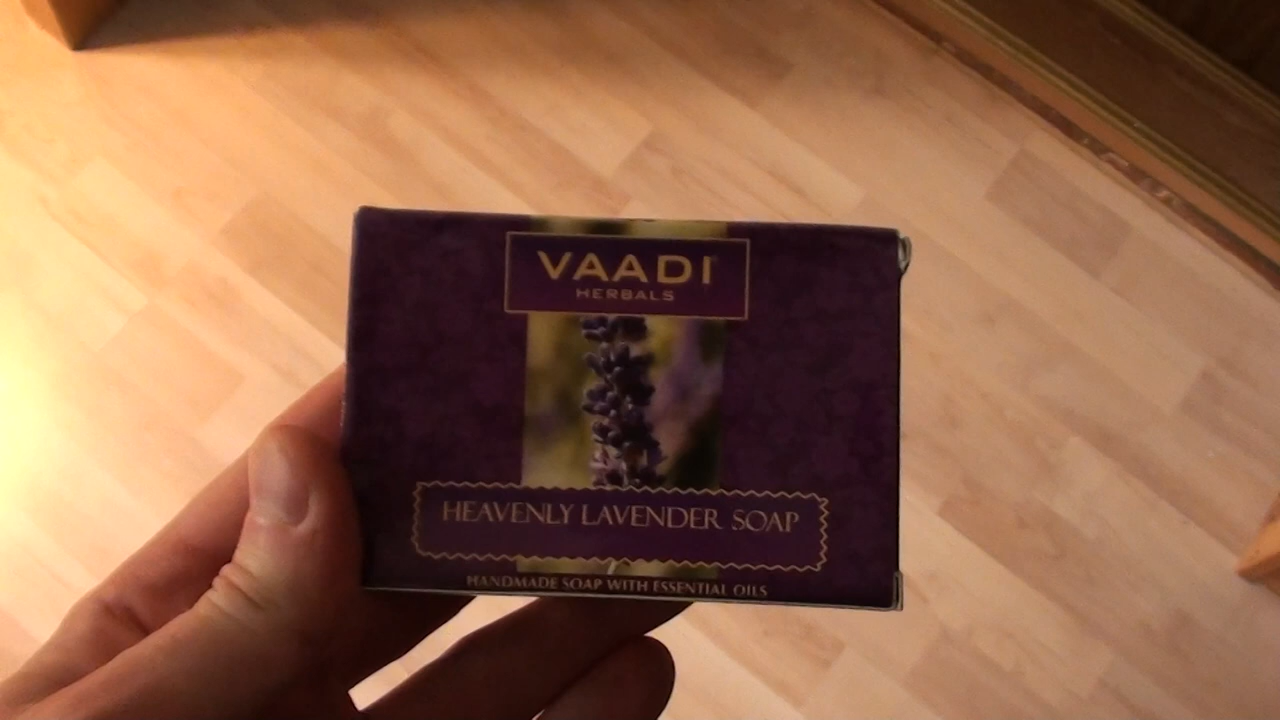 VAADI
HERBALS
HEAVENLY LAVENDER SOAP
HANDMADE SOAP WITH ESSENTIAL OILS